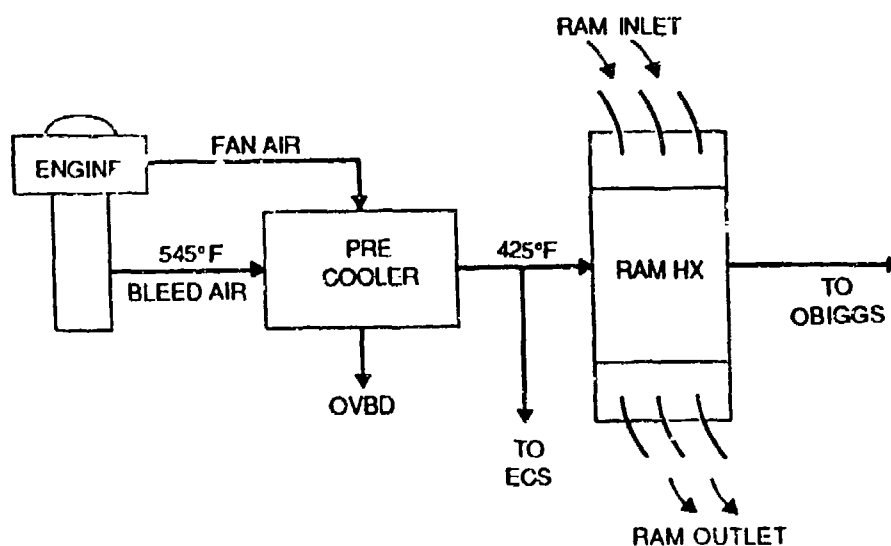 RAM INLET
FAN AIR
ENGINE
545°F
BLEED AIR
PRE
COOLER
425°F
RAM HX
TO
OBIGGS
OVBD
TO
ECS
RAM OUTLET